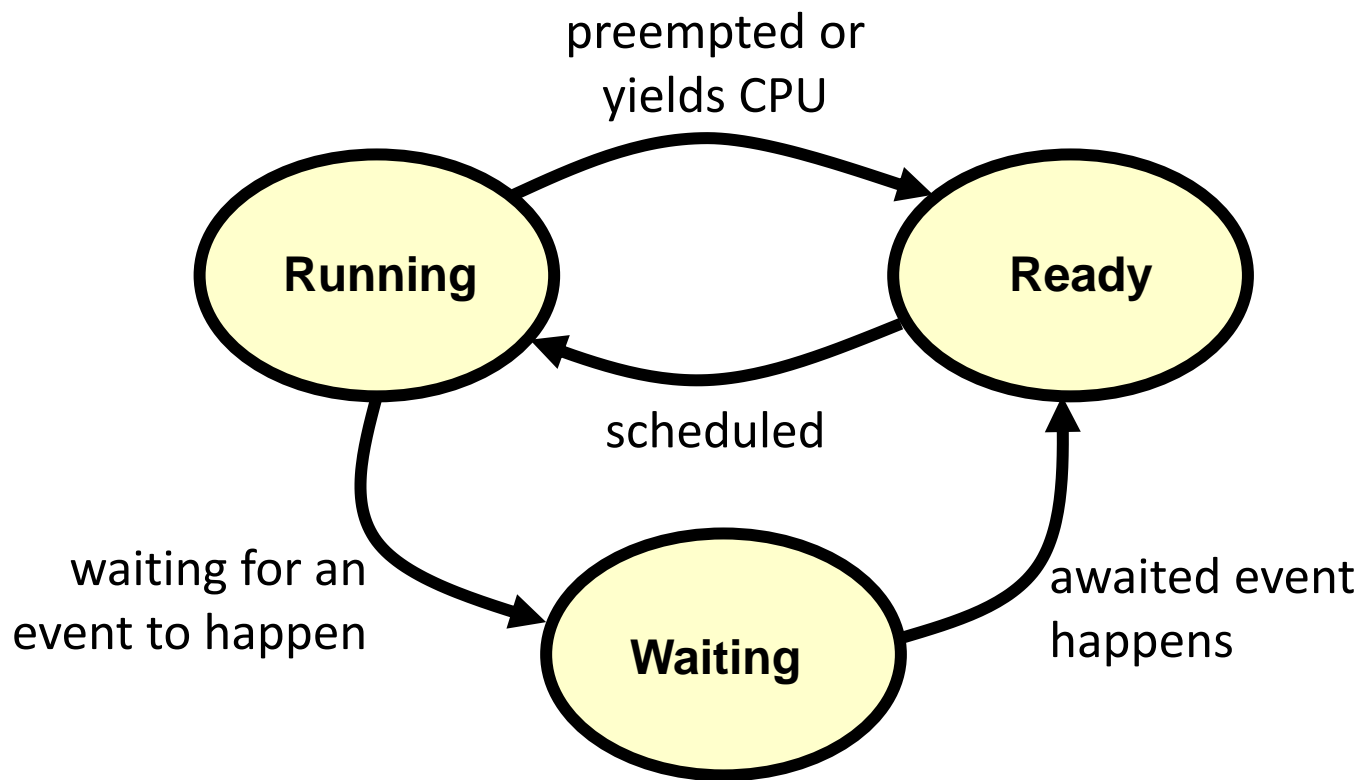 preempted or
yields CPU
Running
Ready
scheduled
waiting for an
event to happen
awaited event
happens
Waiting